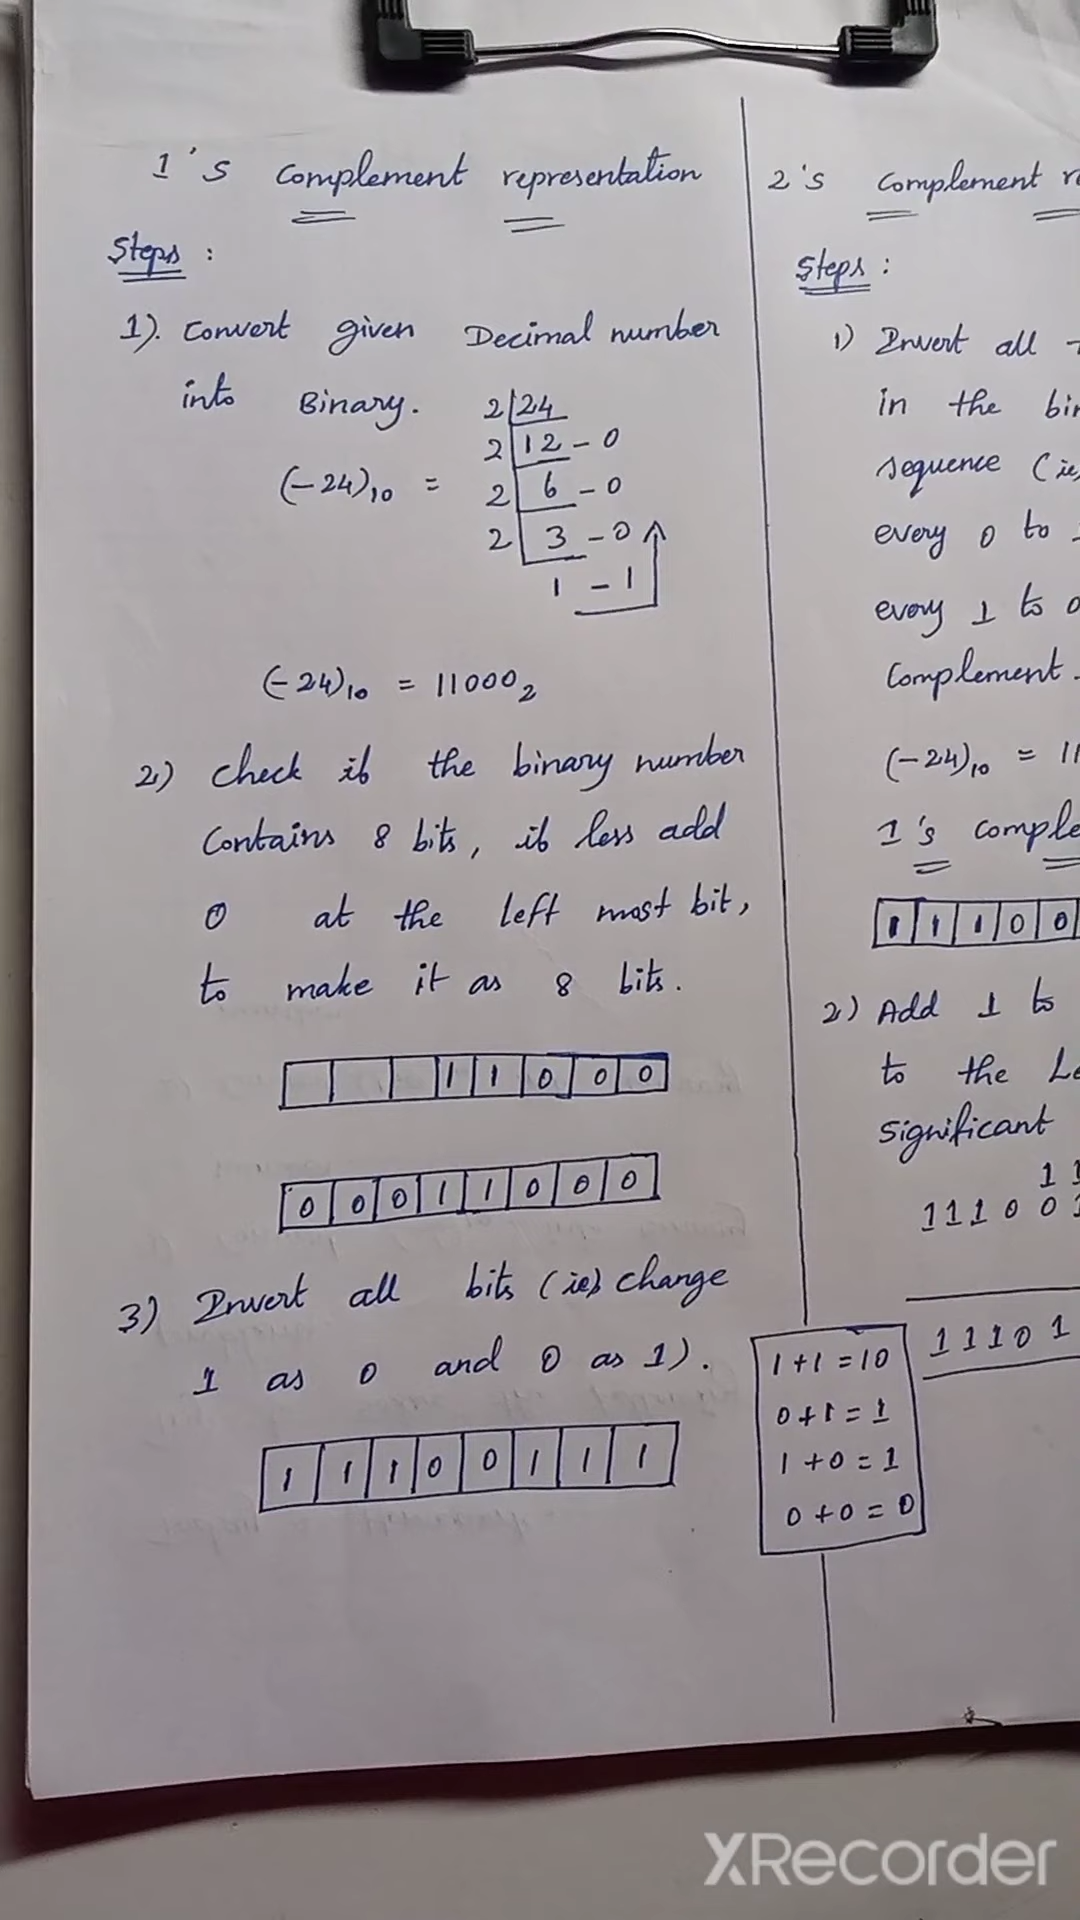 1's Complement representation
Steps :
1). Convert given Decimal number
into Binary.
2 24
2 12 - 0
(-24)10 = 2 6 - 0
2 3 - 0
1 - 1
(-24)10 = 110002
2) Check if the binary number
Contains 8 bits, if less add
0 at the left most bit,
to make it as 8 bits.
1 1 0 0 0
0 0 0 1 1 0 0 0
3) Invert all bits (ie) change
1 as 0 and 0 as 1).
1 1 1 0 0 1 1 1
2's Complement
Steps :
1) Invert all
in the
sequence (ie)
every 0 to
every 1 to 0
Complement.
(-24)10 = 11
1's
1 1 1 0 0
2) Add 1 to
to the
Significant
1 1
1 1 1 0 0 1
1 1 1 0 1
1 + 1 = 10
0 + 1 = 1
1 + 0 = 1
0 + 0 = 0
XRecorder